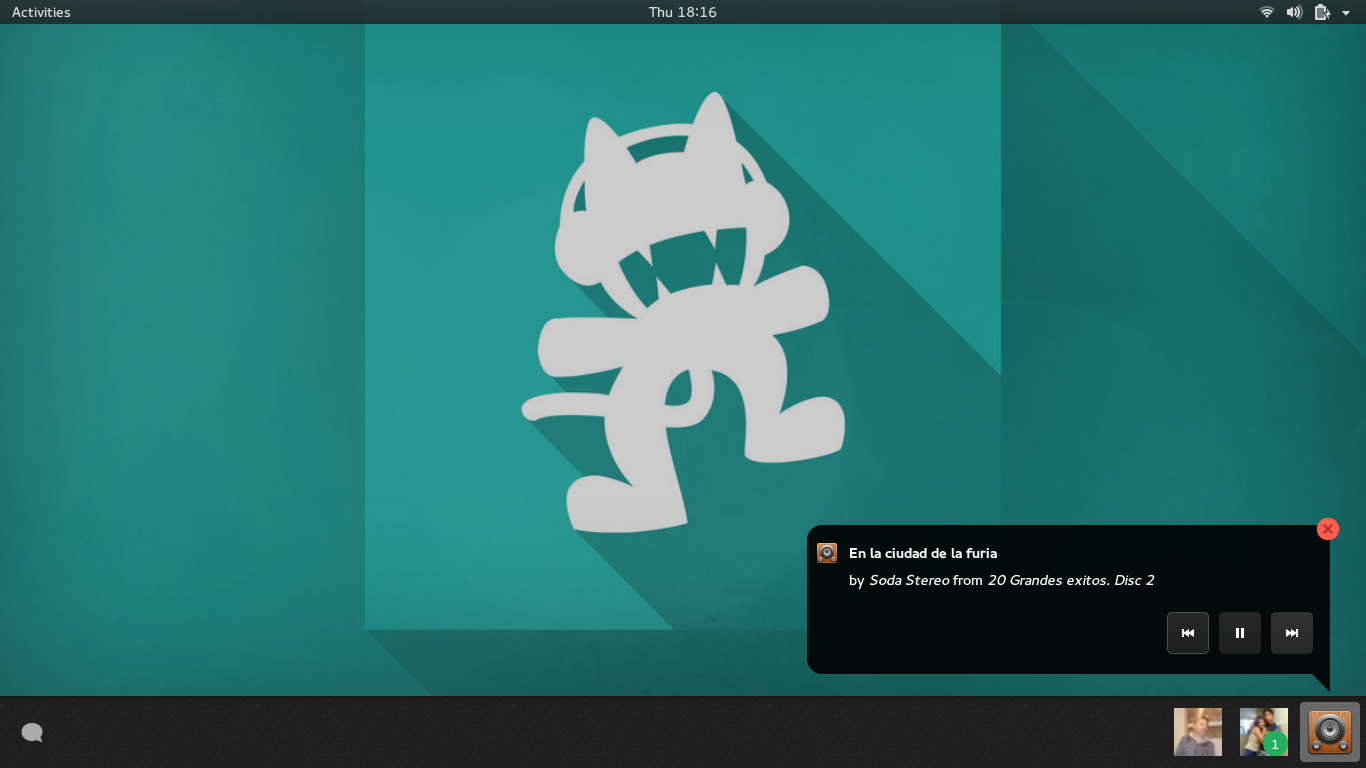 Activities
Thu 18:16
En la ciudad de la furia
by Soda Stereo from 20 Grandes exitos. Disc 2
1